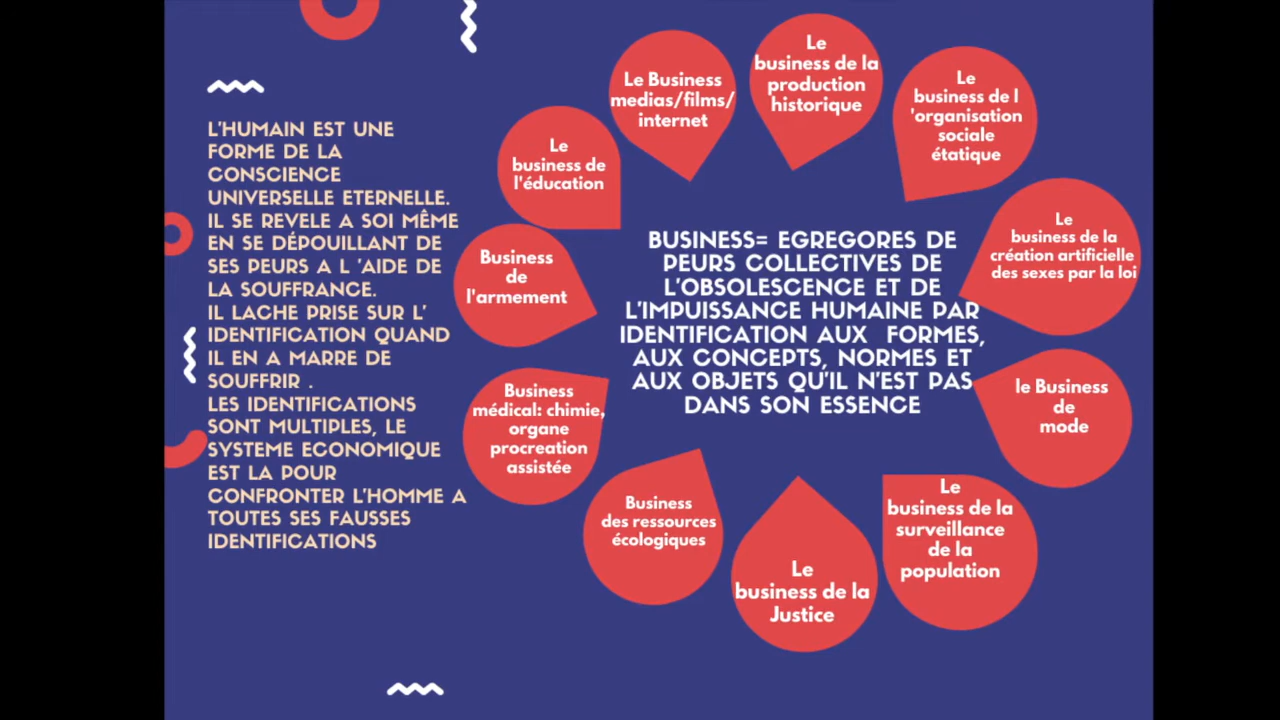 L'HUMAIN EST UNE
FORME DE LA
CONSCIENCE
UNIVERSELLE ETERNELLE.
IL SE REVELE A SOI MÊME
EN SE DÉPOUILLANT DE
SES PEURS A L 'AIDE DE
LA SOUFFRANCE.
IL LACHE PRISE SUR L'
IDENTIFICATION QUAND
IL EN A MARRE DE
SOUFFRIR .
LES IDENTIFICATIONS
SONT MULTIPLES, LE
SYSTEME ECONOMIQUE
EST LA POUR
CONFRONTER L'HOMME A
TOUTES SES FAUSSES
IDENTIFICATIONS
Le
business de
l'éducation
Le Business
medias/films/
internet
Le
business de la
production
historique
Le
business de l
'organisation
sociale
étatique
Le
business de la
création artificielle
des sexes par la loi
le Business
de
mode
Le
business de la
surveillance
de la
population
Le
business de la
Justice
Business
des ressources
écologiques
Business
médical: chimie,
organe
procreation
assistée
Business
de
l'armement
BUSINESS= EGREGORES DE
PEURS COLLECTIVES DE
L'OBSOLESCENCE ET DE
L'IMPUISSANCE HUMAINE PAR
IDENTIFICATION AUX FORMES,
AUX CONCEPTS, NORMES ET
AUX OBJETS QU'IL N'EST PAS
DANS SON ESSENCE